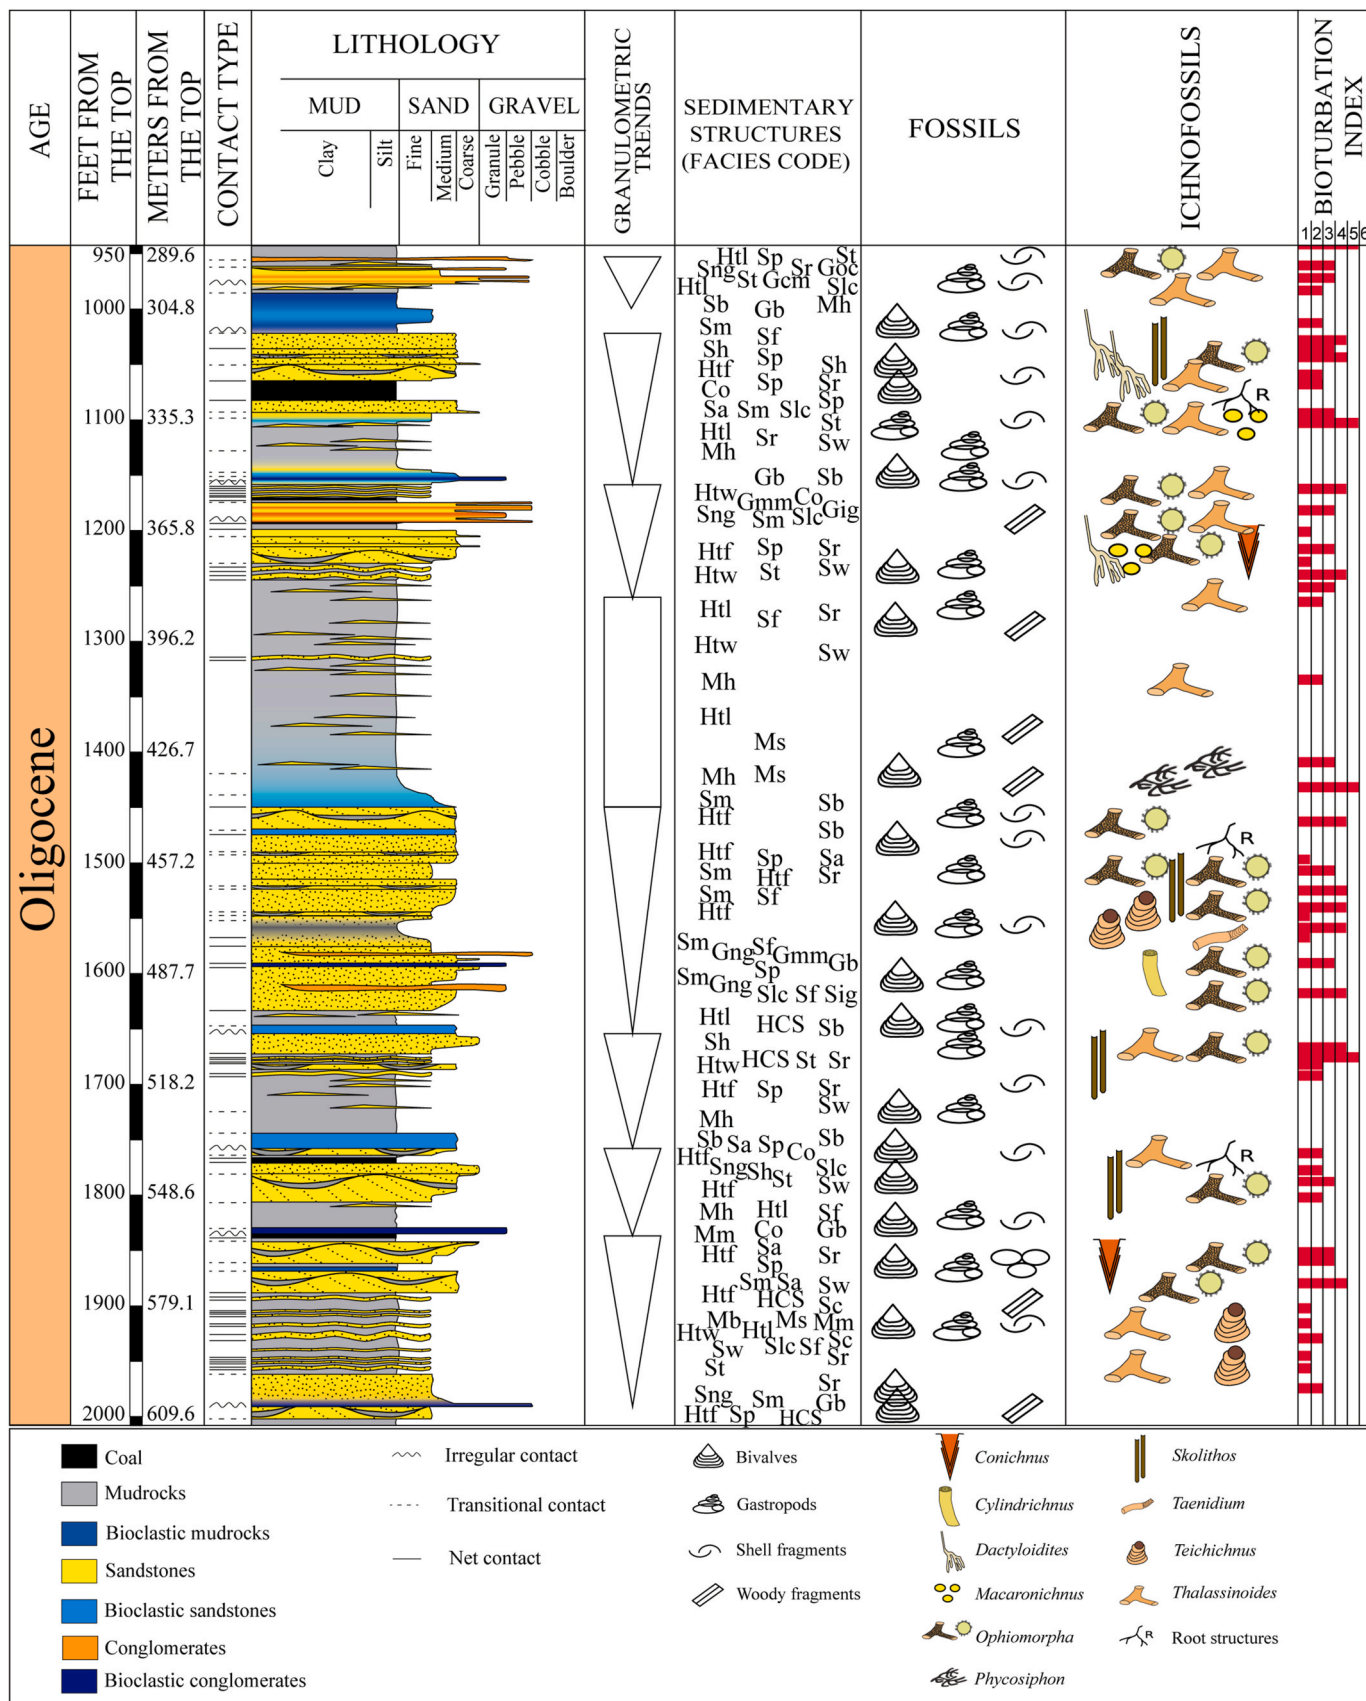 AGE
FEET FROM
THE TOP
METERS FROM
THE TOP
CONTACT TYPE
LITHOLOGY
MUD SAND GRAVEL
Clay Silt Fine Medium Coarse Granule Pebble Cobble Boulder
GRANULOMETRIC
TRENDS
SEDIMENTARY
STRUCTURES
(FACIES CODE)
FOSSILS
ICHNOFOSSILS
BIOTURBATION
INDEX
1 2 3 4 5 6
Oligocene
950 289.6
1000 304.8
1100 335.3
1200 365.8
1300 396.2
1400 426.7
1500 457.2
1600 487.7
1700 518.2
1800 548.6
1900 579.1
2000 609.6
Htl Sp St
Sng Sr Goc
Htl St Gcm Slc
Sb Gb Mh
Sm Sf
Sh Sp Sh
Htf Sp Sr
Co Sp
Sa Sm Slc St
Htl Sr Sw
Mh
Gb Sb
Htw Gmm Co Gig
Sng Sm Slc
Htf Sp Sr
Htw St Sw
Htl Sf Sr
Htw Sw
Mh
Htl
Ms
Mh Ms
Sm Sb
Htf Sb
Htf Sp Sa
Sm Htf Sr
Sm Sf
Htf
Sm Gng Sf Gmm Gb
Sm Gng Sp
Slc Sf Sig
Htl HCS Sb
Sh
Htw HCS St Sr
Htf Sp Sr
Mh Sw
Sb Sa Sp Sb
Htf Co
Sng Sh St Slc
Htf Sw
Mh Htl Sf
Mm Co Gb
Htf Sa Sr
Sp
Sm Sa Sw
Htf HCS Sc
Mb Ms Mm
Htw Htl Slc Sf Sc
Sw Sr
St
Sr
Sng Sm Gb
Htf Sp HCS
R
R
R
Coal
Mudrocks
Bioclastic mudrocks
Sandstones
Bioclastic sandstones
Conglomerates
Bioclastic conglomerates
Irregular contact
Transitional contact
Net contact
Bivalves
Gastropods
Shell fragments
Woody fragments
Conichnus
Cylindrichnus
Dactyloidites
Macaronichnus
Ophiomorpha
Phycosiphon
Skolithos
Taenidium
Teichichnus
Thalassinoides
R Root structures